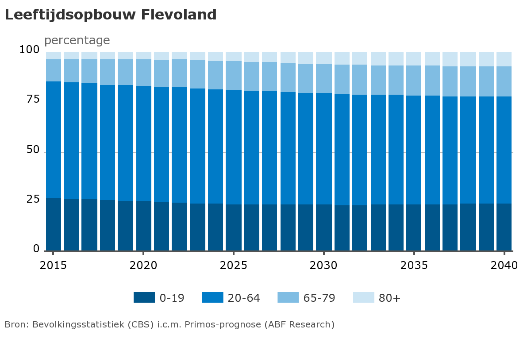 Leeftijdsopbouw Flevoland
percentage
100
75
50
25
0
2015 2020 2025 2030 2035 2040
0-19 20-64 65-79 80+
Bron: Bevolkingsstatistiek (CBS) i.c.m. Primos-prognose (ABF Research)